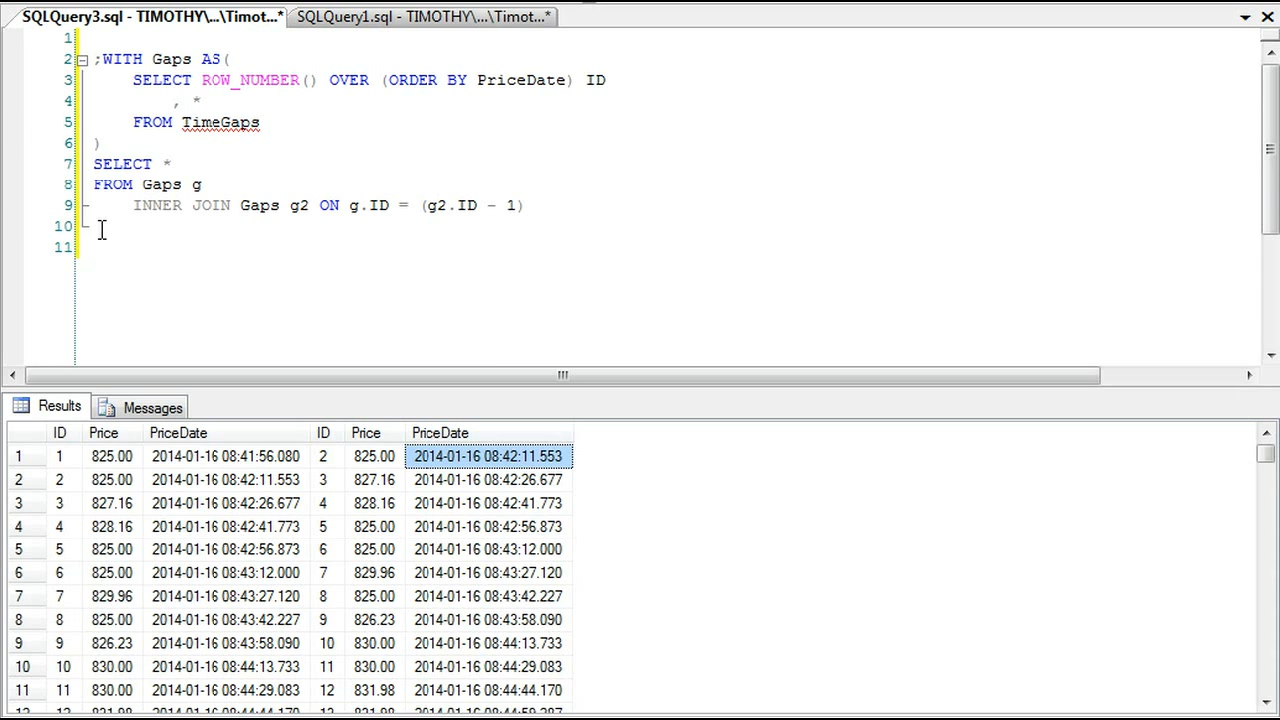 SQLQuery3.sql - TIMOTHY\...\Timot...* SQLQuery1.sql - TIMOTHY\...\Timot...*
1
2 ;WITH Gaps AS(
3 SELECT ROW_NUMBER() OVER (ORDER BY PriceDate) ID
4 , *
5 FROM TimeGaps
6 )
7 SELECT *
8 FROM Gaps g
9 INNER JOIN Gaps g2 ON g.ID = (g2.ID - 1)
10
11
Results Messages
ID Price PriceDate ID Price PriceDate
1 1 825.00 2014-01-16 08:41:56.080 2 825.00 2014-01-16 08:42:11.553
2 2 825.00 2014-01-16 08:42:11.553 3 827.16 2014-01-16 08:42:26.677
3 3 827.16 2014-01-16 08:42:26.677 4 828.16 2014-01-16 08:42:41.773
4 4 828.16 2014-01-16 08:42:41.773 5 825.00 2014-01-16 08:42:56.873
5 5 825.00 2014-01-16 08:42:56.873 6 825.00 2014-01-16 08:43:12.000
6 6 825.00 2014-01-16 08:43:12.000 7 829.96 2014-01-16 08:43:27.120
7 7 829.96 2014-01-16 08:43:27.120 8 825.00 2014-01-16 08:43:42.227
8 8 825.00 2014-01-16 08:43:42.227 9 826.23 2014-01-16 08:43:58.090
9 9 826.23 2014-01-16 08:43:58.090 10 830.00 2014-01-16 08:44:13.733
10 10 830.00 2014-01-16 08:44:13.733 11 830.00 2014-01-16 08:44:29.083
11 11 830.00 2014-01-16 08:44:29.083 12 831.98 2014-01-16 08:44:44.170
12 12 831.98 2014-01-16 08:44:44.170 13 831.98